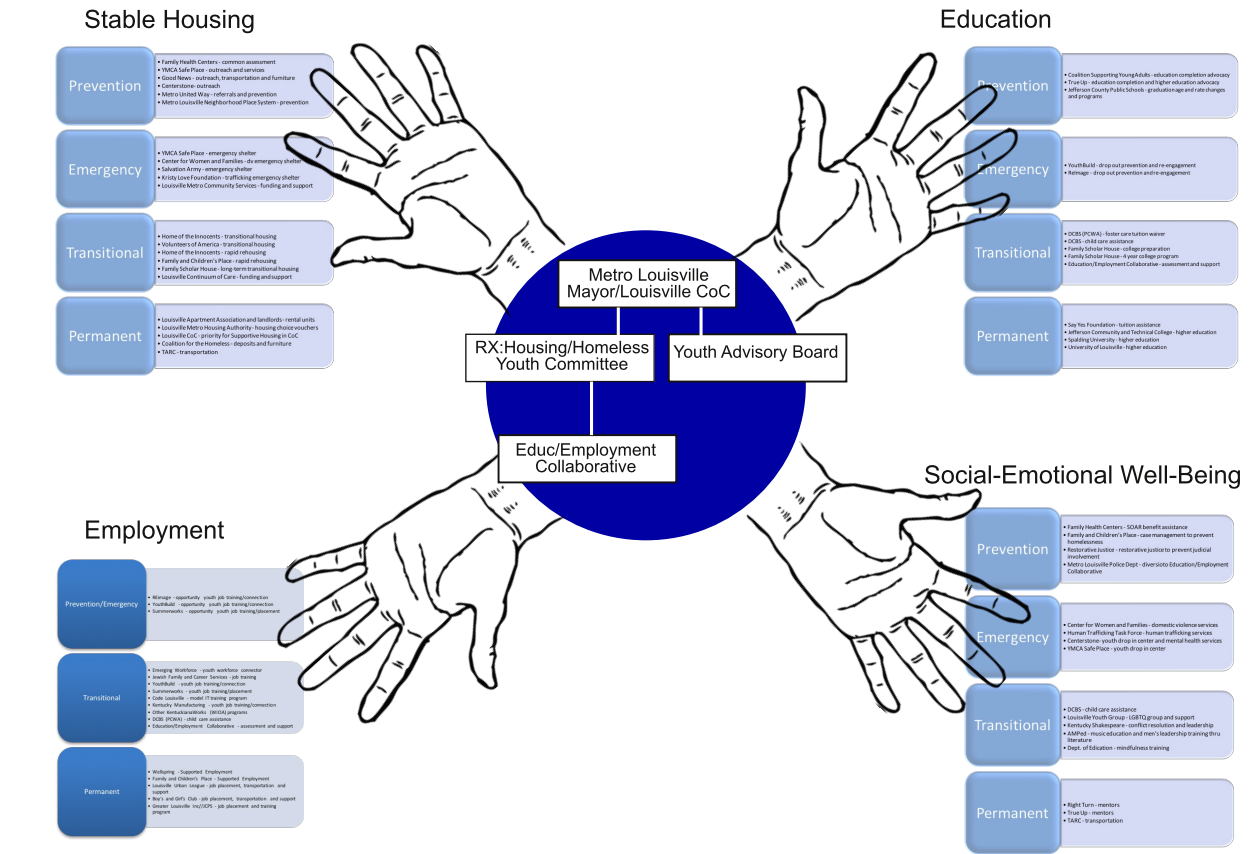 Stable Housing
Prevention
• Family Health Centers - common assessment
• YMCA Safe Place - outreach and services
• Good News - outreach, transportation and furniture
• Centerstone- outreach
• Metro United Way - referrals and prevention
• Metro Louisville Neighborhood Place System - prevention
Emergency
• YMCA Safe Place - emergency shelter
• Center for Women and Families - dv emergency shelter
• Salvation Army - emergency shelter
• Kristy Love Foundation - trafficking emergency shelter
• Louisville Metro Community Services - funding and support
Transitional
• Home of the Innocents - transitional housing
• Volunteers of America - transitional housing
• Home of the Innocents - rapid rehousing
• Family and Children's Place - rapid rehousing
• Family Scholar House - long-term transitional housing
• Louisville Continuum of Care - funding and support
Permanent
• Louisville Apartment Association and landlords - rental units
• Louisville Metro Housing Authority - housing choice vouchers
• Louisville CoC - priority for Supportive Housing in CoC
• Coalition for the Homeless - deposits and furniture
• TARC - transportation
Education
Prevention
• Coalition Supporting Young Adults - education completion advocacy
• True Up - education completion and higher education advocacy
• Jefferson County Public Schools - graduation age and rate changes
and programs
Emergency
• YouthBuild - drop out prevention and re-engagement
• Reimage - drop out prevention and re-engagement
Transitional
• DCBS (PCWA) - foster care tuition waiver
• DCBS - child care assistance
• Family Scholar House - college preparation
• Family Scholar House - 4 year college program
• Education/Employment Collaborative - assessment and support
Permanent
• Say Yes Foundation - tuition assistance
• Jefferson Community and Technical College - higher education
• Spalding University - higher education
• University of Louisville - higher education
Metro Louisville
Mayor/Louisville CoC
RX:Housing/Homeless
Youth Committee
Youth Advisory Board
Educ/Employment
Collaborative
Employment
Prevention/Emergency
• REimage - opportunity youth job training/connection
• YouthBuild - opportunity youth job training/connection
• Summerworks - opportunity youth job training/placement
Transitional
• Emerging Workforce - youth workforce connector
• Jewish Family and Career Services - job training
• YouthBuild - youth job training/connection
• Summerworks - youth job training/placement
• Code Louisville - model IT training program
• Kentucky Manufacturing - youth job training/connection
• Other KentuckianaWorks (WIOA) programs
• DCBS (PCWA) - child care assistance
• Education/Employment Collaborative - assessment and support
Permanent
• Wellspring - Supported Employment
• Family and Children's Place - Supported Employment
• Louisville Urban League - job placement, transportation and
support
• Boy's and Girl's Club - job placement, transportation and support
• Greater Louisville Inc//JCPS - job placement and training
program
Social-Emotional Well-Being
Prevention
• Family Health Centers - SOAR benefit assistance
• Family and Children's Place - case management to prevent
homelessness
• Restorative Justice - restorative justice to prevent judicial
involvement
• Metro Louisville Police Dept - diversioto Education/Employment
Collaborative
Emergency
• Center for Women and Families - domestic violence services
• Human Trafficking Task Force - human trafficking services
• Centerstone- youth drop in center and mental health services
• YMCA Safe Place - youth drop in center
Transitional
• DCBS - child care assistance
• Louisville Youth Group - LGBTQ group and support
• Kentucky Shakespeare - conflict resolution and leadership
• AMPed - music education and men's leadership training thru
literature
• Dept. of Edication - mindfulness training
Permanent
• Right Turn - mentors
• True Up - mentors
• TARC - transportation